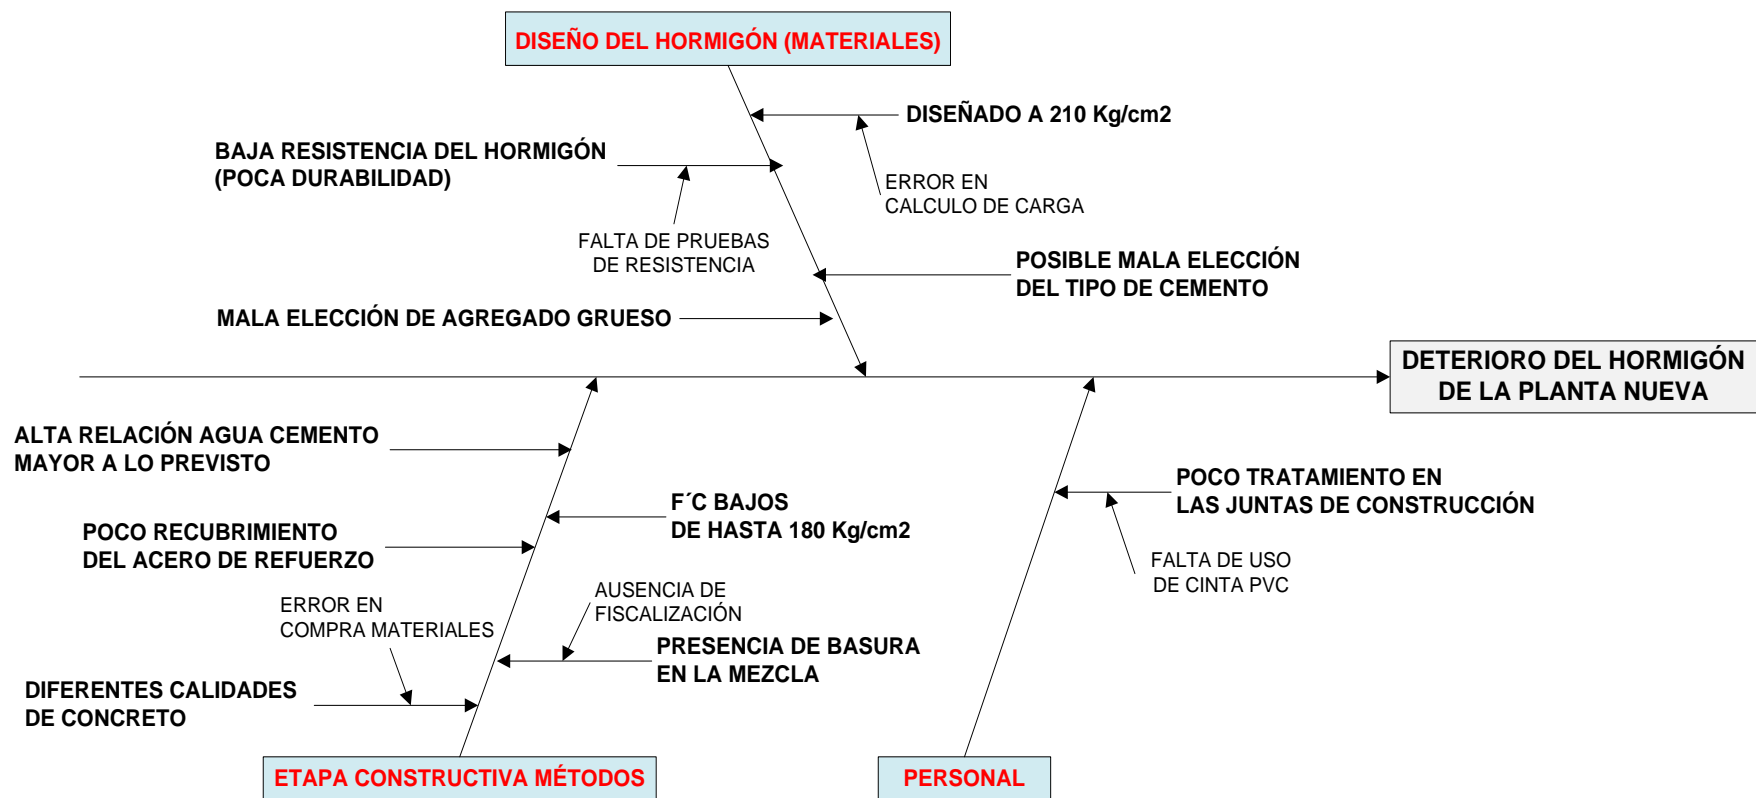 DISEÑO DEL HORMIGÓN (MATERIALES)
DISEÑADO A 210 Kg/cm2
BAJA RESISTENCIA DEL HORMIGÓN
(POCA DURABILIDAD)
ERROR EN
CALCULO DE CARGA
FALTA DE PRUEBAS
DE RESISTENCIA
POSIBLE MALA ELECCIÓN
DEL TIPO DE CEMENTO
MALA ELECCIÓN DE AGREGADO GRUESO
DETERIORO DEL HORMIGÓN
DE LA PLANTA NUEVA
ALTA RELACIÓN AGUA CEMENTO
MAYOR A LO PREVISTO
F´C BAJOS
DE HASTA 180 Kg/cm2
POCO RECUBRIMIENTO
DEL ACERO DE REFUERZO
POCO TRATAMIENTO EN
LAS JUNTAS DE CONSTRUCCIÓN
FALTA DE USO
DE CINTA PVC
AUSENCIA DE
FISCALIZACIÓN
ERROR EN
COMPRA MATERIALES
PRESENCIA DE BASURA
EN LA MEZCLA
DIFERENTES CALIDADES
DE CONCRETO
ETAPA CONSTRUCTIVA MÉTODOS
PERSONAL